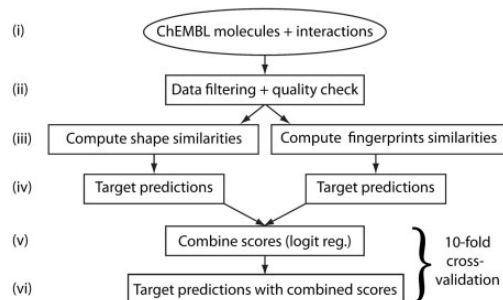 (i) ChEMBL molecules + interactions
(ii) Data filtering + quality check
(iii) Compute shape similarities Compute fingerprints similarities
(iv) Target predictions Target predictions
(v) Combine scores (logit reg.)
(vi) Target predictions with combined scores
10-fold
cross-
validation